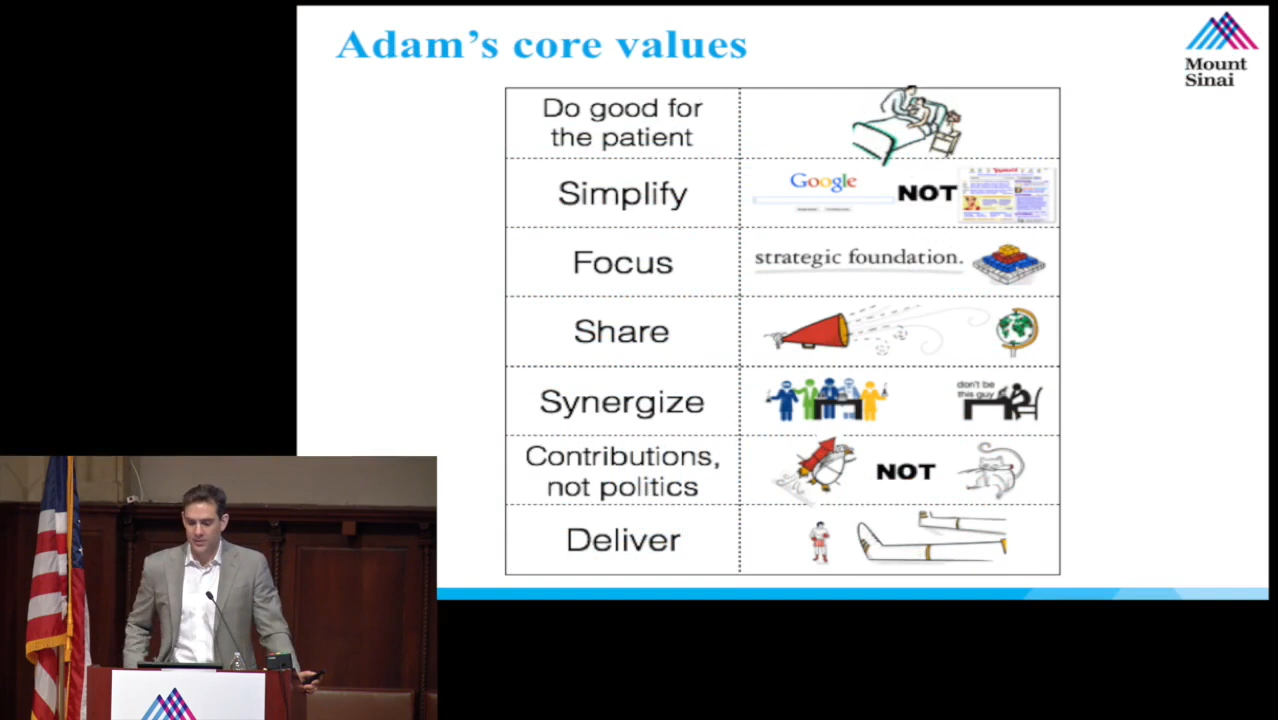 Adam's core values
Mount
Sinai
Do good for
the patient
Simplify
Google
NOT
Yahoo!
Focus
strategic foundation.
Share
Synergize
don't be
this guy
Contributions,
not politics
NOT
Deliver